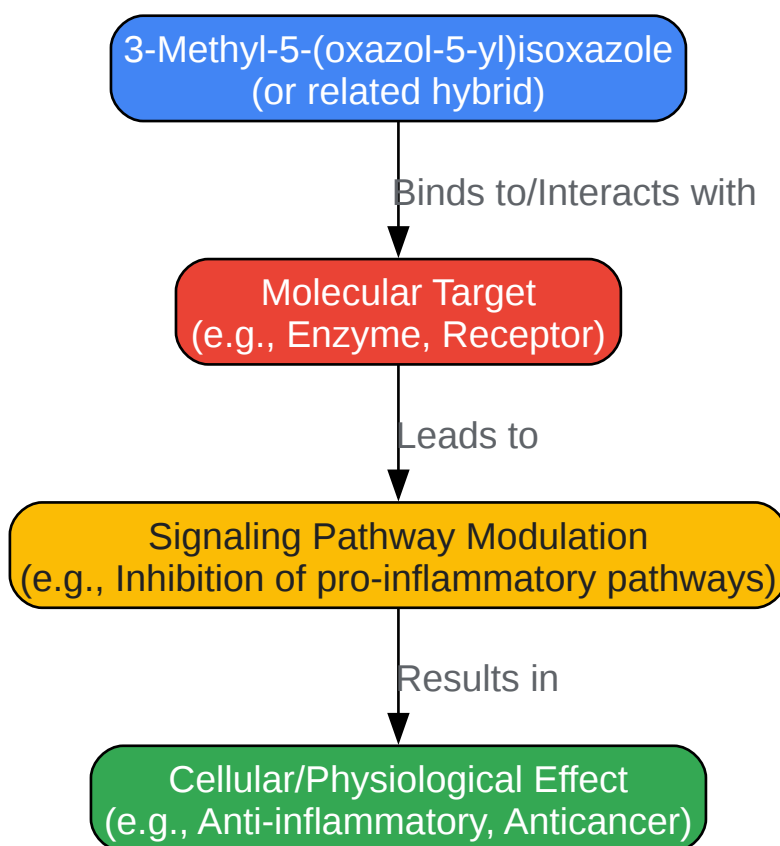 3-Methyl-5-(oxazol-5-yl)isoxazole
(or related hybrid)
Binds to/Interacts with
Molecular Target
(e.g., Enzyme, Receptor)
Leads to
Signaling Pathway Modulation
(e.g., Inhibition of pro-inflammatory pathways)
Results in
Cellular/Physiological Effect
(e.g., Anti-inflammatory, Anticancer)